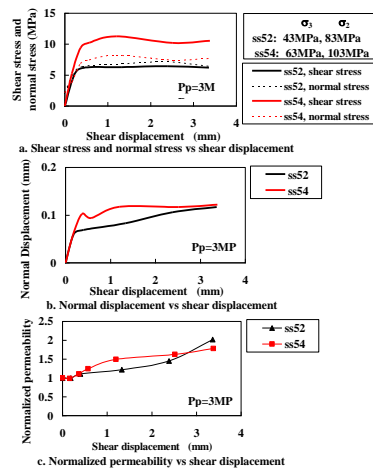 σ₃ σ₂
ss52: 43MPa, 83MPa
ss54: 63MPa, 103MPa
ss52, shear stress
ss52, normal stress
ss54, shear stress
ss54, normal stress
Shear stress and
normal stress (MPa)
15
10
5
0
Pp=3M
0 1 2 3 4
Shear displacement (mm)
a. Shear stress and normal stress vs shear displacement
Normal Displacement (mm)
0.2
0.1
0
Pp=3MP
ss52
ss54
0 1 2 3 4
Shear displacement (mm)
b. Normal displacement vs shear displacement
Normalized permeability
2.5
2
1.5
1
0.5
0
Pp=3MP
ss52
ss54
0 1 2 3 4
Shear displacement (mm)
c. Normalized permeability vs shear displacement